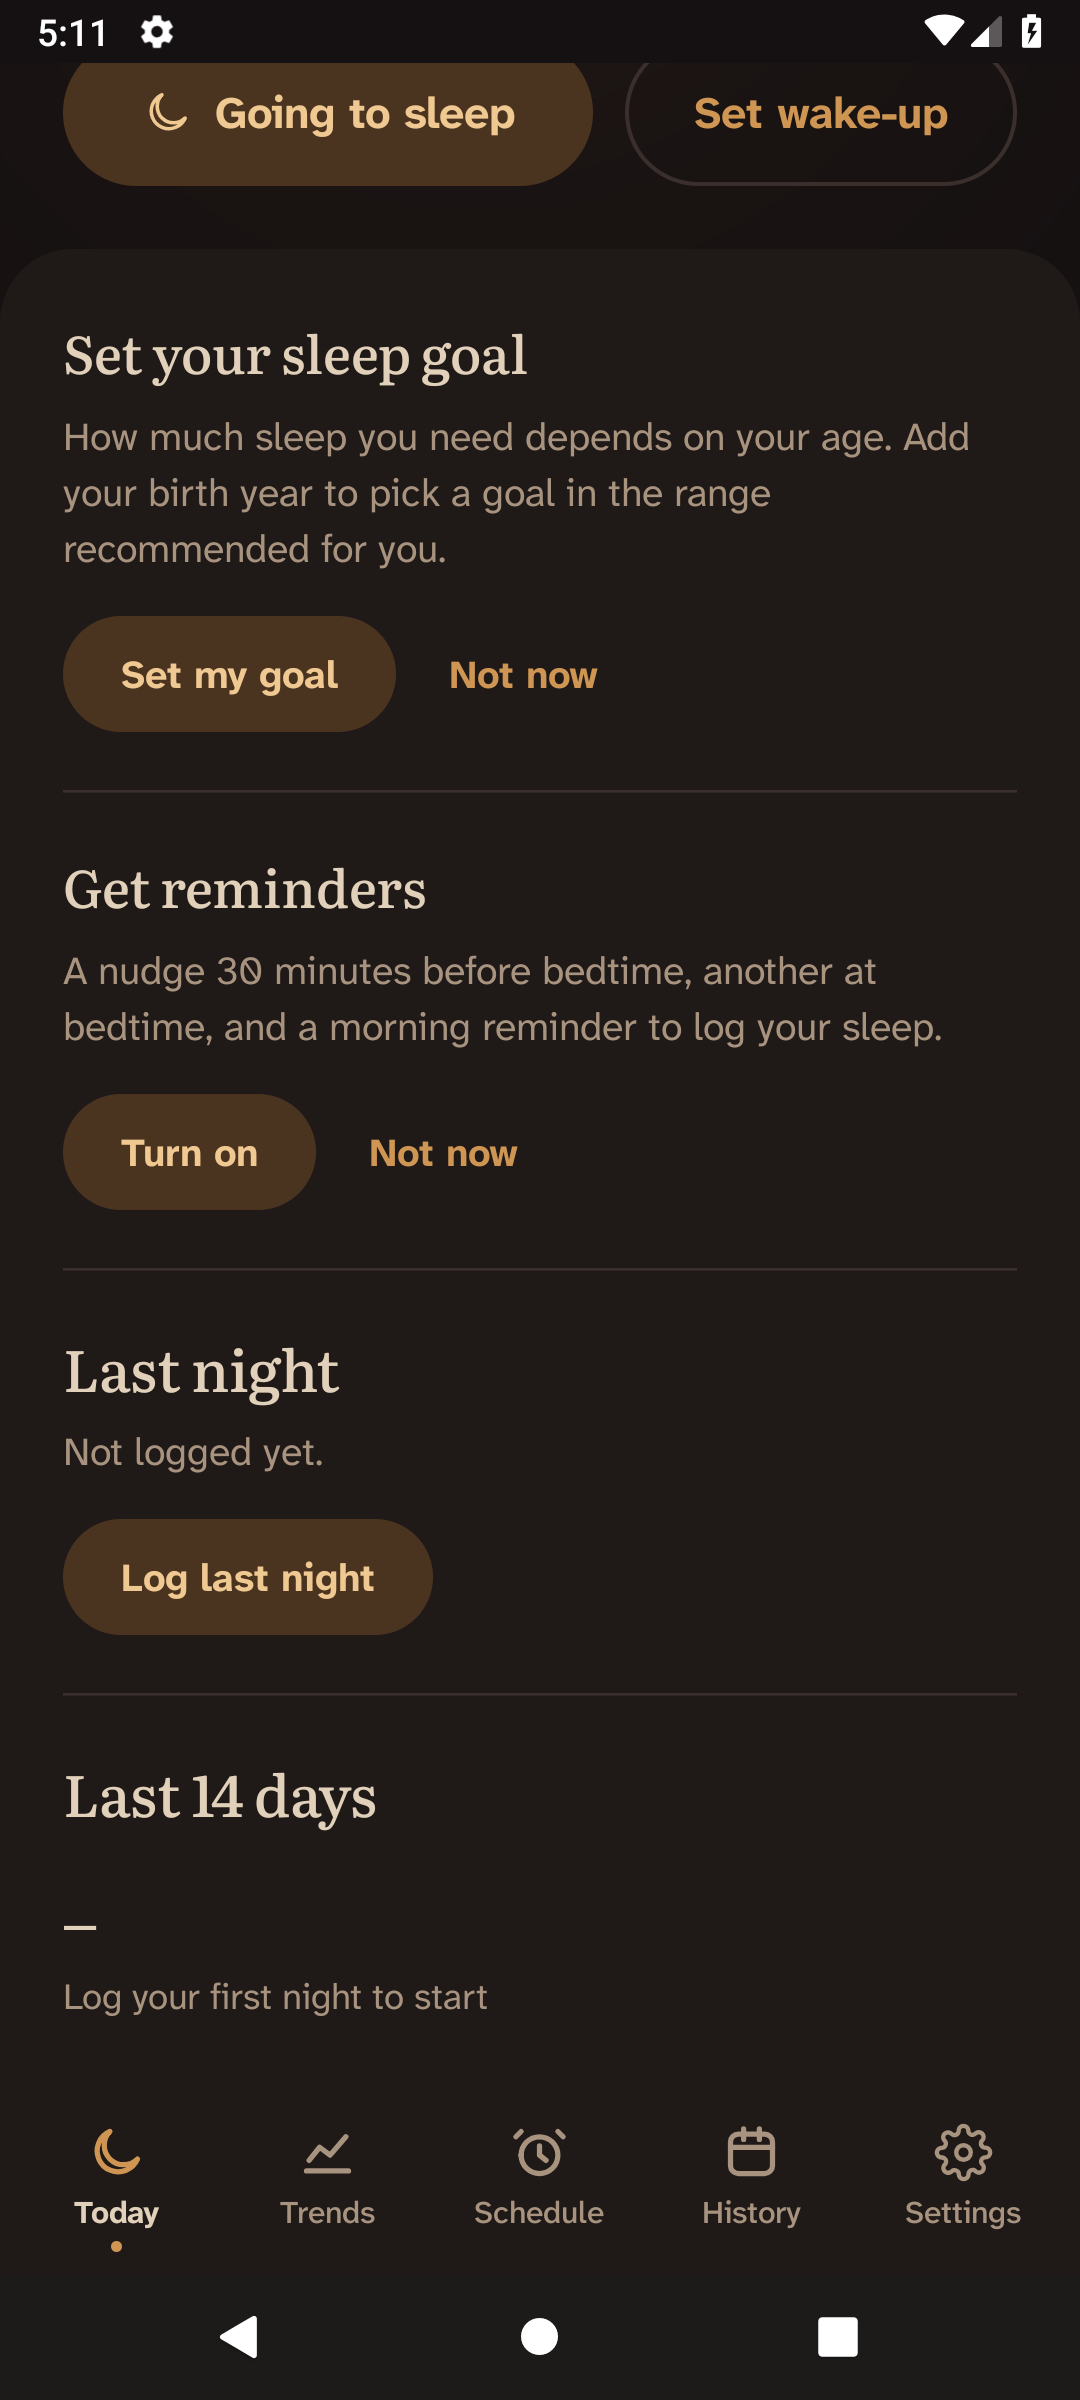 5:11
Going to sleep
Set wake-up
Set your sleep goal
How much sleep you need depends on your age. Add
your birth year to pick a goal in the range
recommended for you.
Set my goal
Not now
Get reminders
A nudge 30 minutes before bedtime, another at
bedtime, and a morning reminder to log your sleep.
Turn on
Not now
Last night
Not logged yet.
Log last night
Last 14 days
–
Log your first night to start
Today
Trends
Schedule
History
Settings